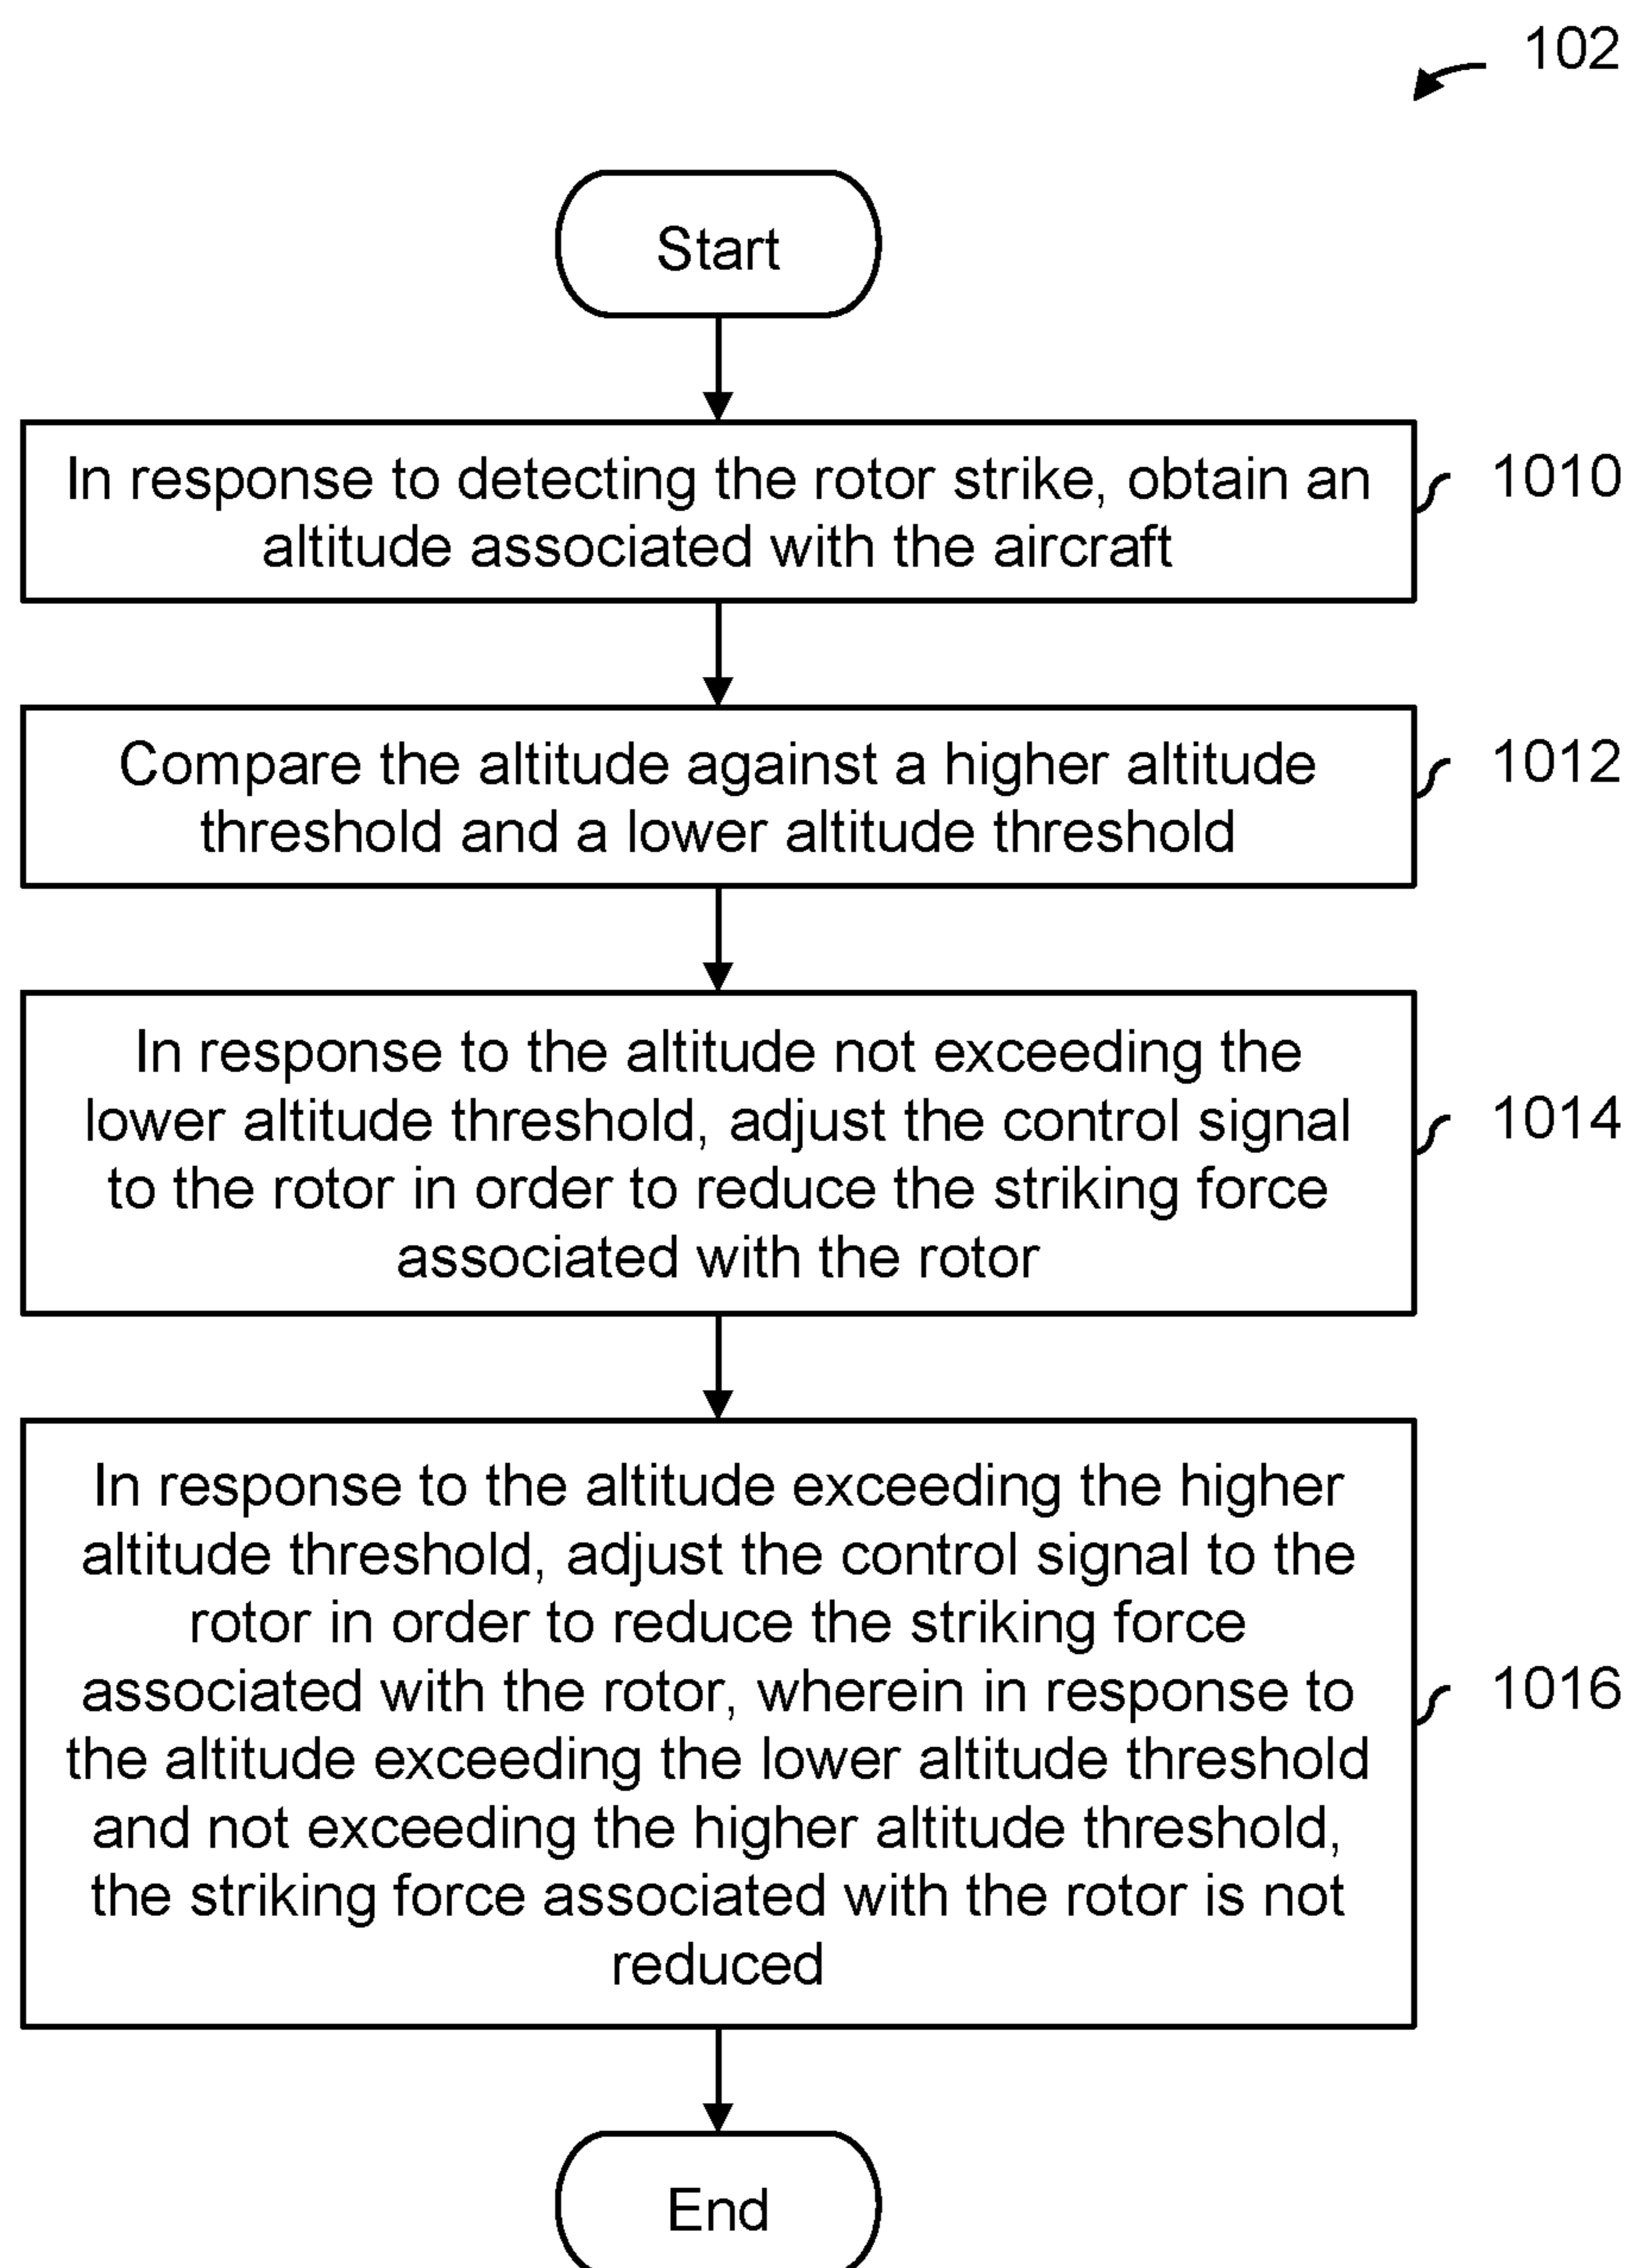 102
Start
In response to detecting the rotor strike, obtain an
altitude associated with the aircraft
1010
Compare the altitude against a higher altitude
threshold and a lower altitude threshold
1012
In response to the altitude not exceeding the
lower altitude threshold, adjust the control signal
to the rotor in order to reduce the striking force
associated with the rotor
1014
In response to the altitude exceeding the higher
altitude threshold, adjust the control signal to the
rotor in order to reduce the striking force
associated with the rotor, wherein in response to
the altitude exceeding the lower altitude threshold
and not exceeding the higher altitude threshold,
the striking force associated with the rotor is not
reduced
1016
End